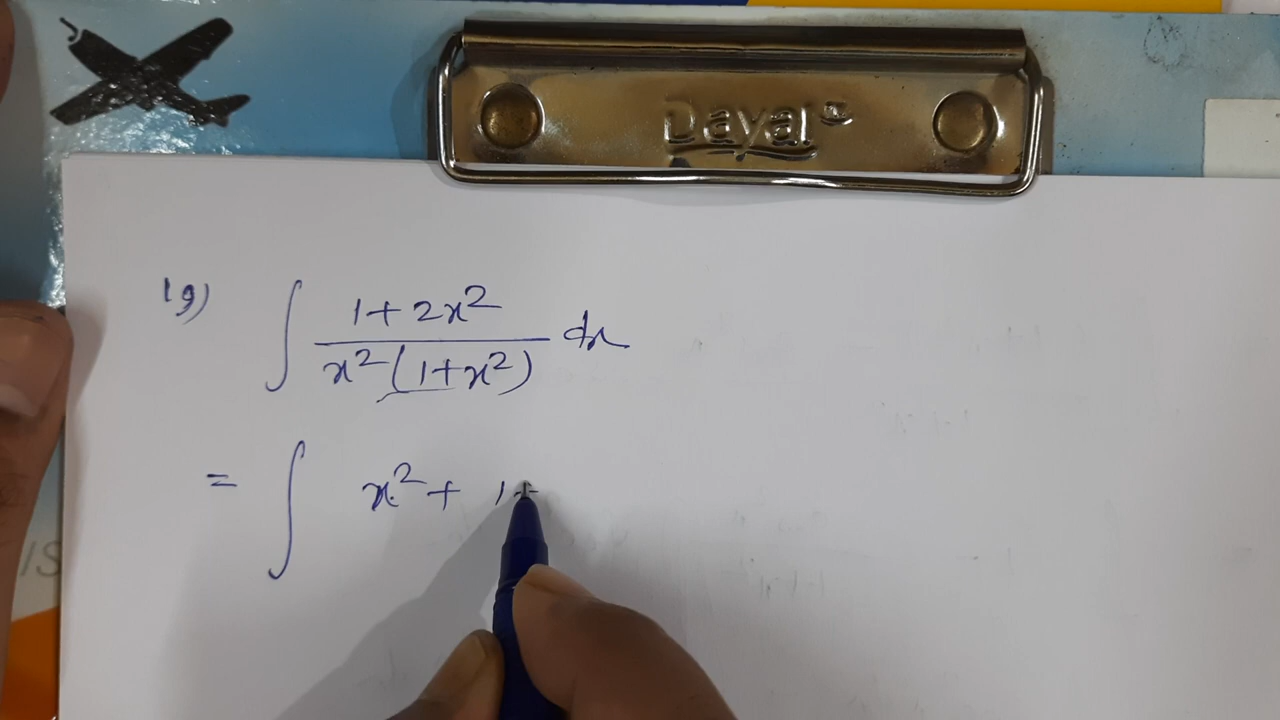 Dayal
19) ∫ (1+2x²)/(x²(1+x²)) dx
= ∫ x² + 1+